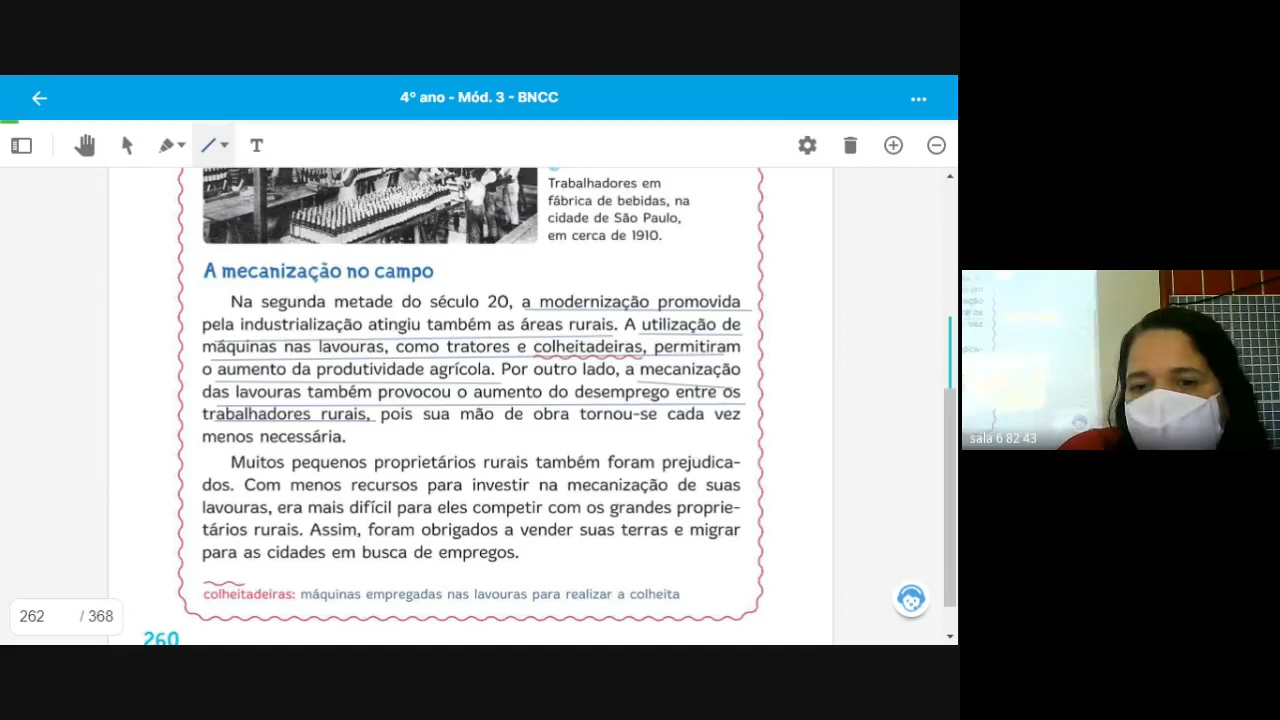 4º ano - Mód. 3 - BNCC
T
Trabalhadores em
fábrica de bebidas, na
cidade de São Paulo,
em cerca de 1910.
A mecanização no campo
Na segunda metade do século 20, a modernização promovida
pela industrialização atingiu também as áreas rurais. A utilização de
máquinas nas lavouras, como tratores e colheitadeiras, permitiram
o aumento da produtividade agrícola. Por outro lado, a mecanização
das lavouras também provocou o aumento do desemprego entre os
trabalhadores rurais, pois sua mão de obra tornou-se cada vez
menos necessária.
Muitos pequenos proprietários rurais também foram prejudica-
dos. Com menos recursos para investir na mecanização de suas
lavouras, era mais difícil para eles competir com os grandes proprie-
tários rurais. Assim, foram obrigados a vender suas terras e migrar
para as cidades em busca de empregos.
colheitadeiras: máquinas empregadas nas lavouras para realizar a colheita
262 / 368
260
sala 6 82 43